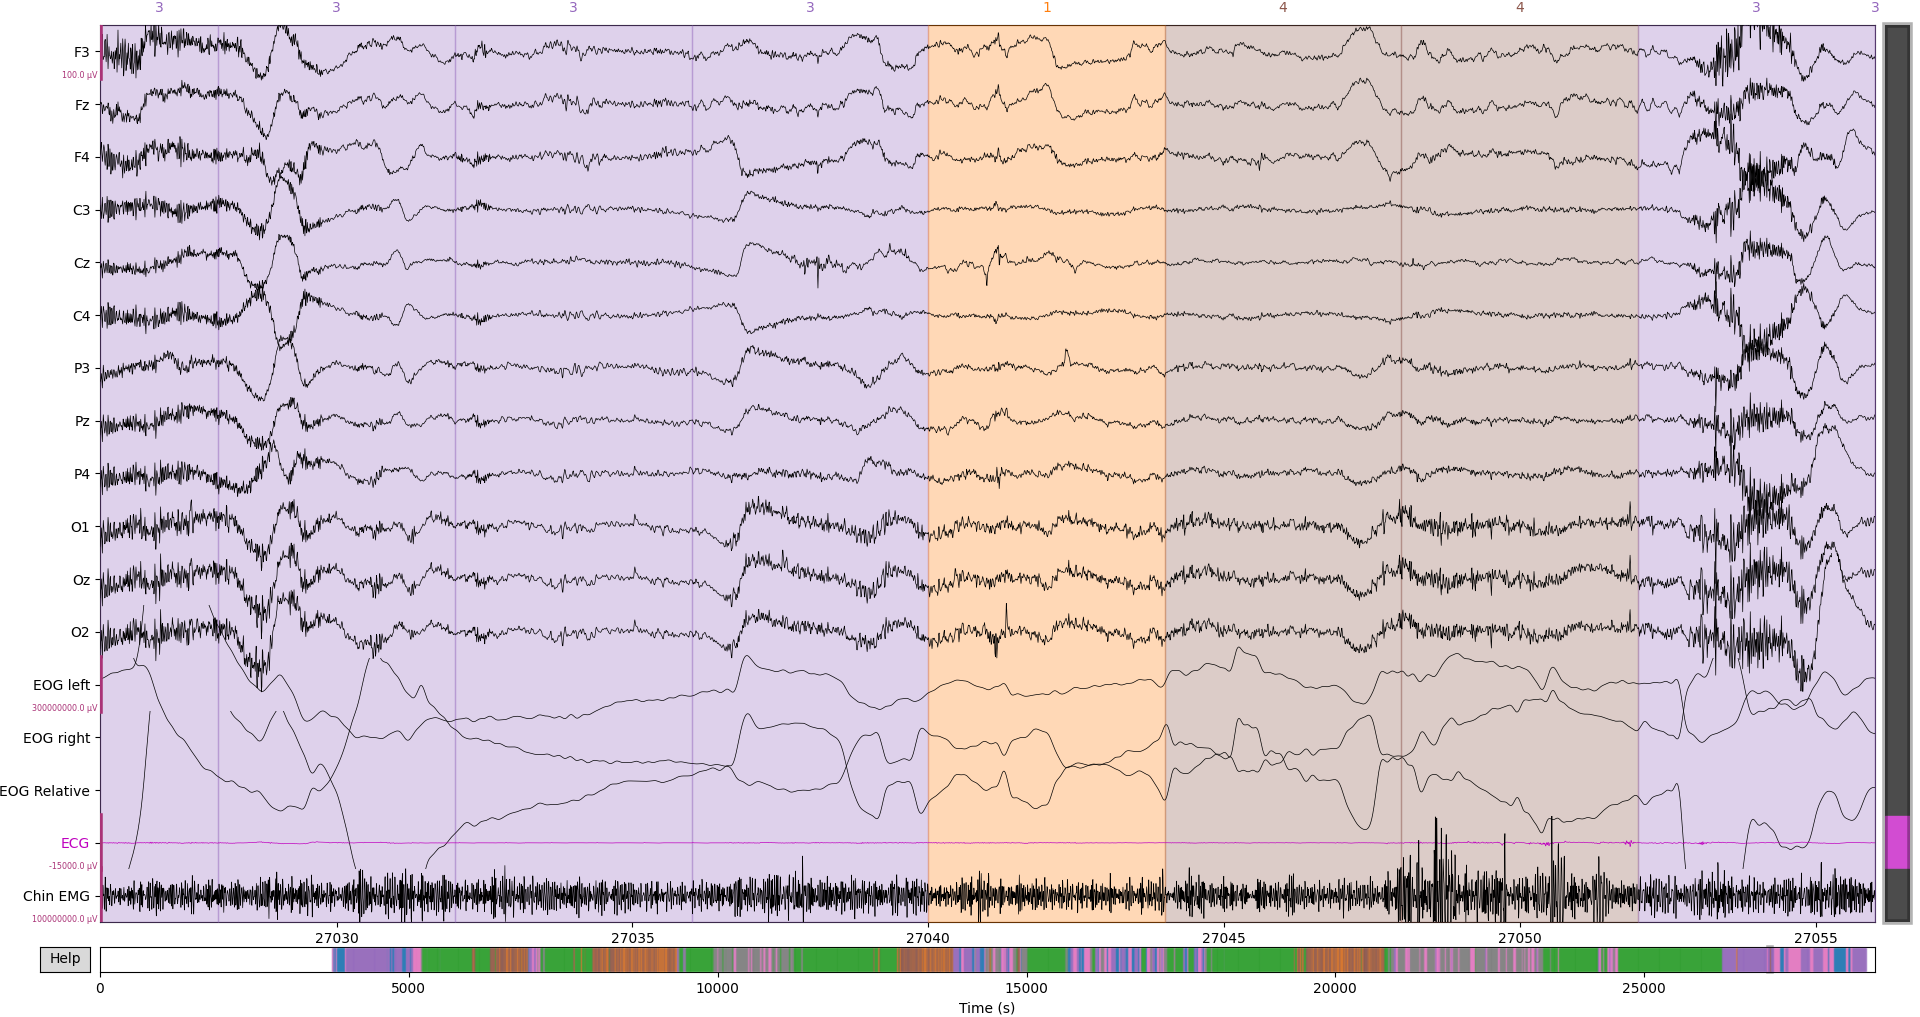 3 3 3 3 1 4 4 3 3
F3
100.0 µV
Fz
F4
C3
Cz
C4
P3
Pz
P4
O1
Oz
O2
EOG left
300000000.0 µV
EOG right
EOG Relative
ECG
-15000.0 µV
Chin EMG
100000000.0 µV
27030 27035 27040 27045 27050 27055
Help
0 5000 10000 15000 20000 25000
Time (s)